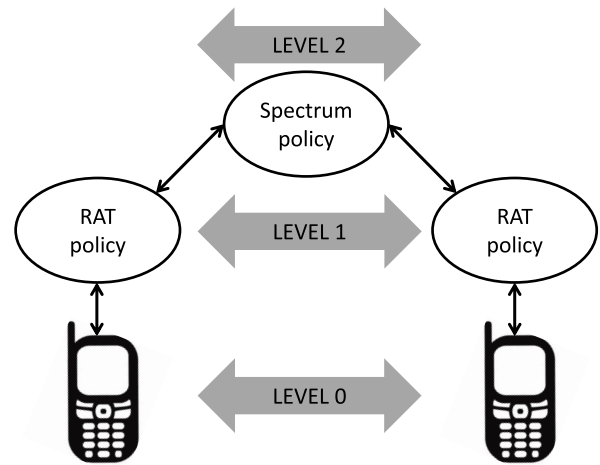 LEVEL 2
Spectrum
policy
RAT
policy
LEVEL 1
RAT
policy
LEVEL 0